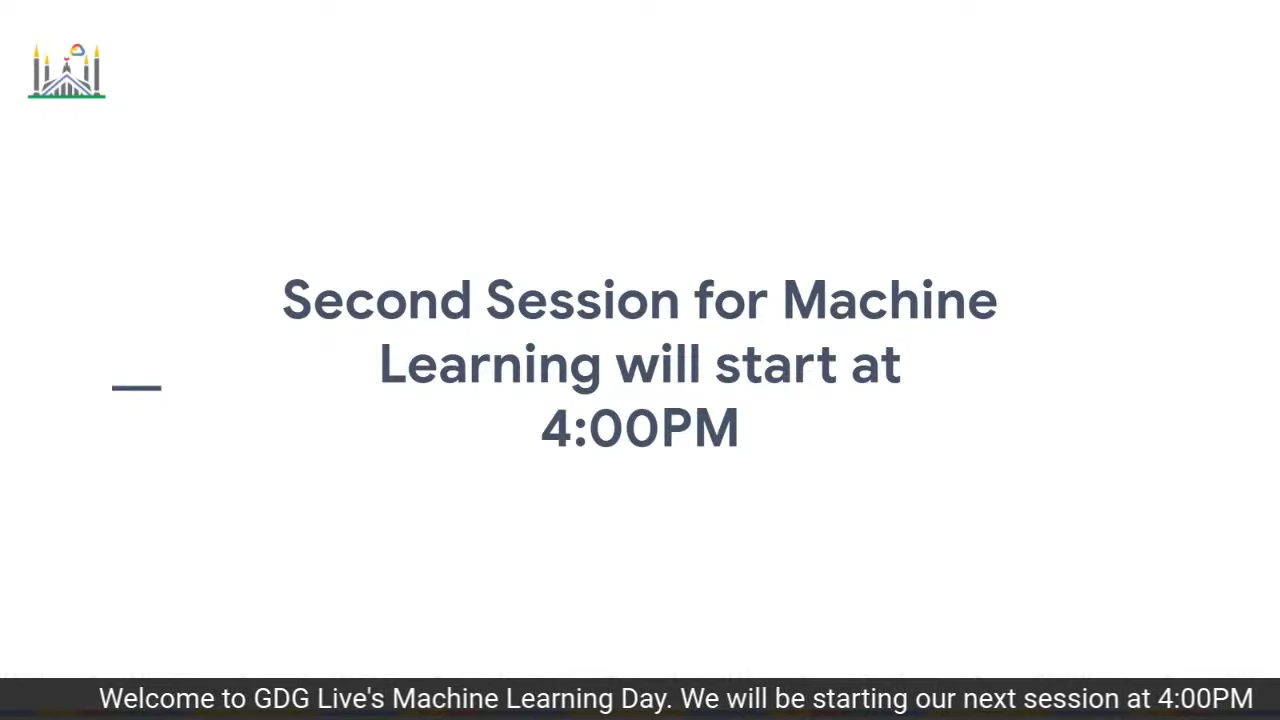 Second Session for Machine
Learning will start at
4:00PM
Welcome to GDG Live's Machine Learning Day. We will be starting our next session at 4:00PM